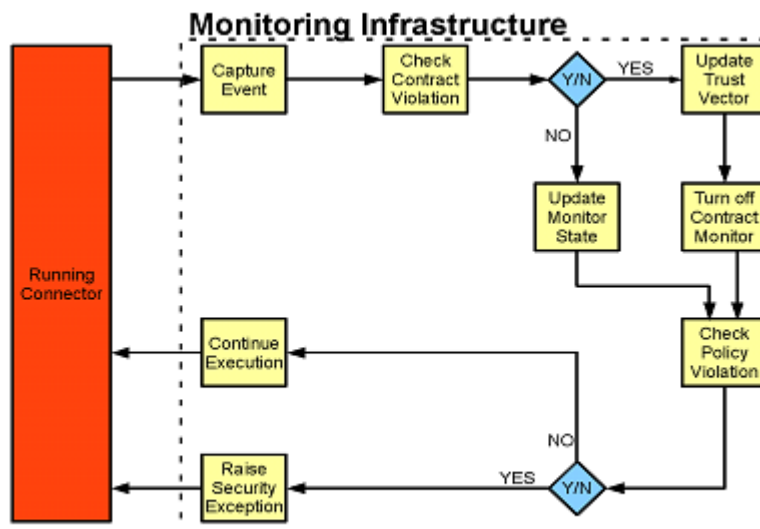 Monitoring Infrastructure
Capture
Event
Check
Contract
Violation
Y/N
YES
Update
Trust
Vector
NO
Update
Monitor
State
Turn off
Contract
Monitor
Running
Connector
Continue
Execution
Check
Policy
Violation
NO
Raise
Security
Exception
YES
Y/N